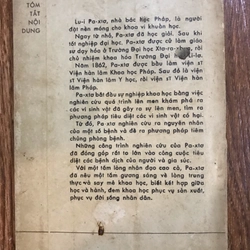 TÓM
TẮT
NỘI
DUNG
Lu-i Pa-xtơ, nhà bác học Pháp, là người
đặt nền móng cho khoa vi khuẩn học.
Ngay từ nhỏ, Pa-xtơ đã học giỏi. Sau khi
tốt nghiệp đại học, Pa-xtơ được cử làm giáo
sư dạy hóa ở Trường Đại học Xto-ra-xbua, rồi
chủ nhiệm khoa Trường Đại học
Năm 1862, Pa-xtơ được bầu làm viện sĩ
Viện hàn lâm Khoa học Pháp. Sau đó là viện
sĩ Viện hàn lâm Y học, rồi viện sĩ Viện hàn
lâm Pháp.
Pa-xtơ bắt đầu sự nghiệp khoa học bằng việc
nghiên cứu quá trình lên men khám phá ra
các vi sinh vật đã gây ra sự lên men, tìm ra
phương pháp tiêu diệt các vi sinh vật có hại.
Từ đó, Pa-xtơ nghiên cứu ra nguyên nhân
của một số bệnh và đề ra phương pháp điều
trị.
Những công trình nghiên cứu của Pa-xtơ
đã đóng góp rất to lớn vào công cuộc tiêu
diệt các bệnh dịch của người và gia súc.
Với một tấm lòng nhân đạo cao cả, Pa-xtơ
đã nêu một tấm gương sáng về lòng trung
thực và say mê khoa học, biết kết hợp giữa
học và hành, đem khoa học phục vụ sản xuất,
phục vụ đời sống nhân dân.